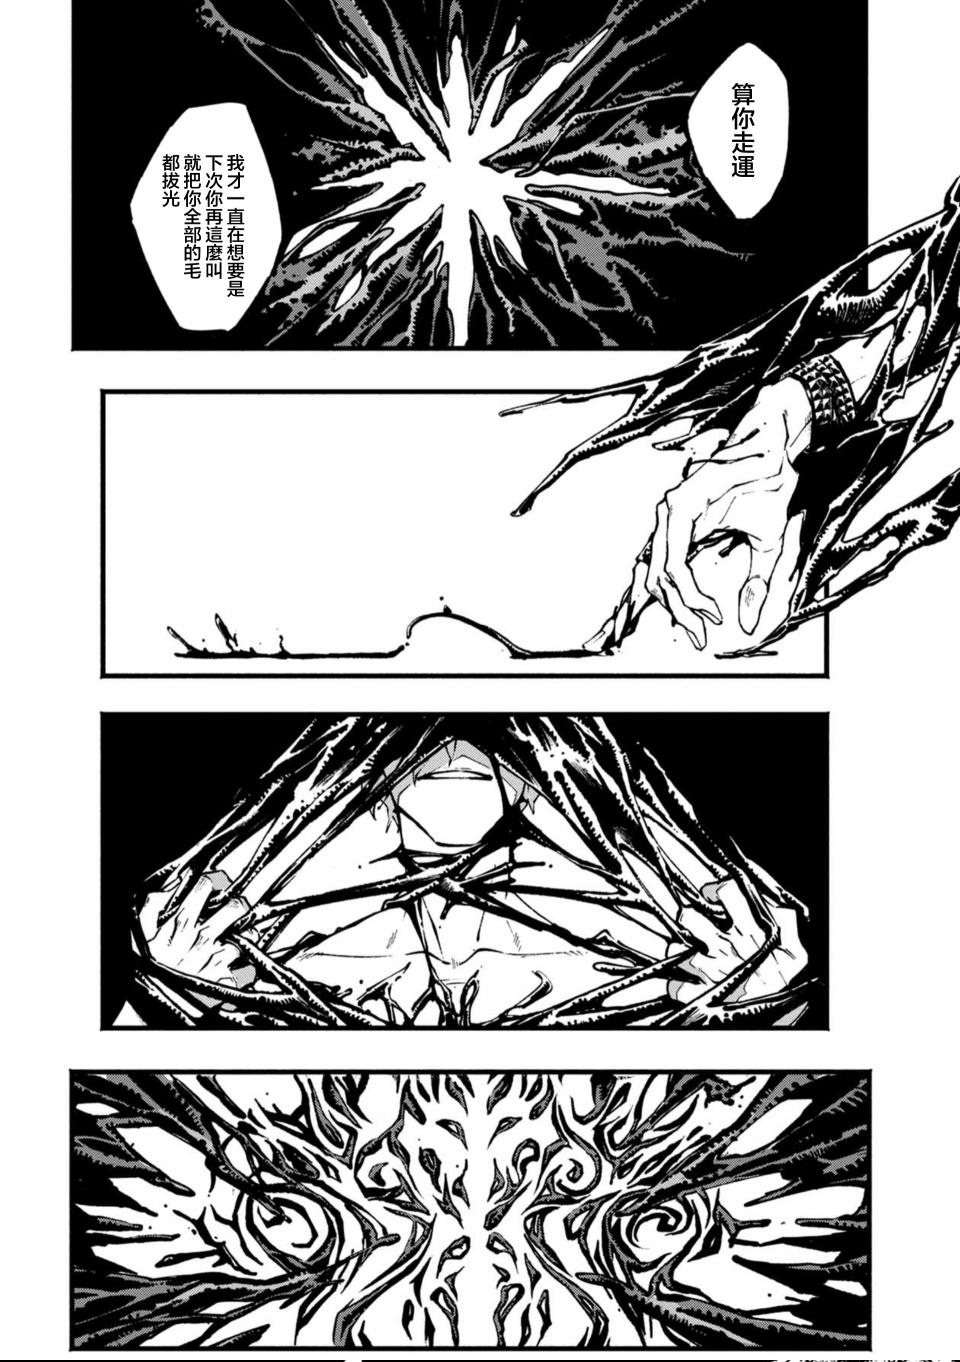 算你走運
我才一直在想要是
下次你再這麼叫
就把你全部的毛
都拔光